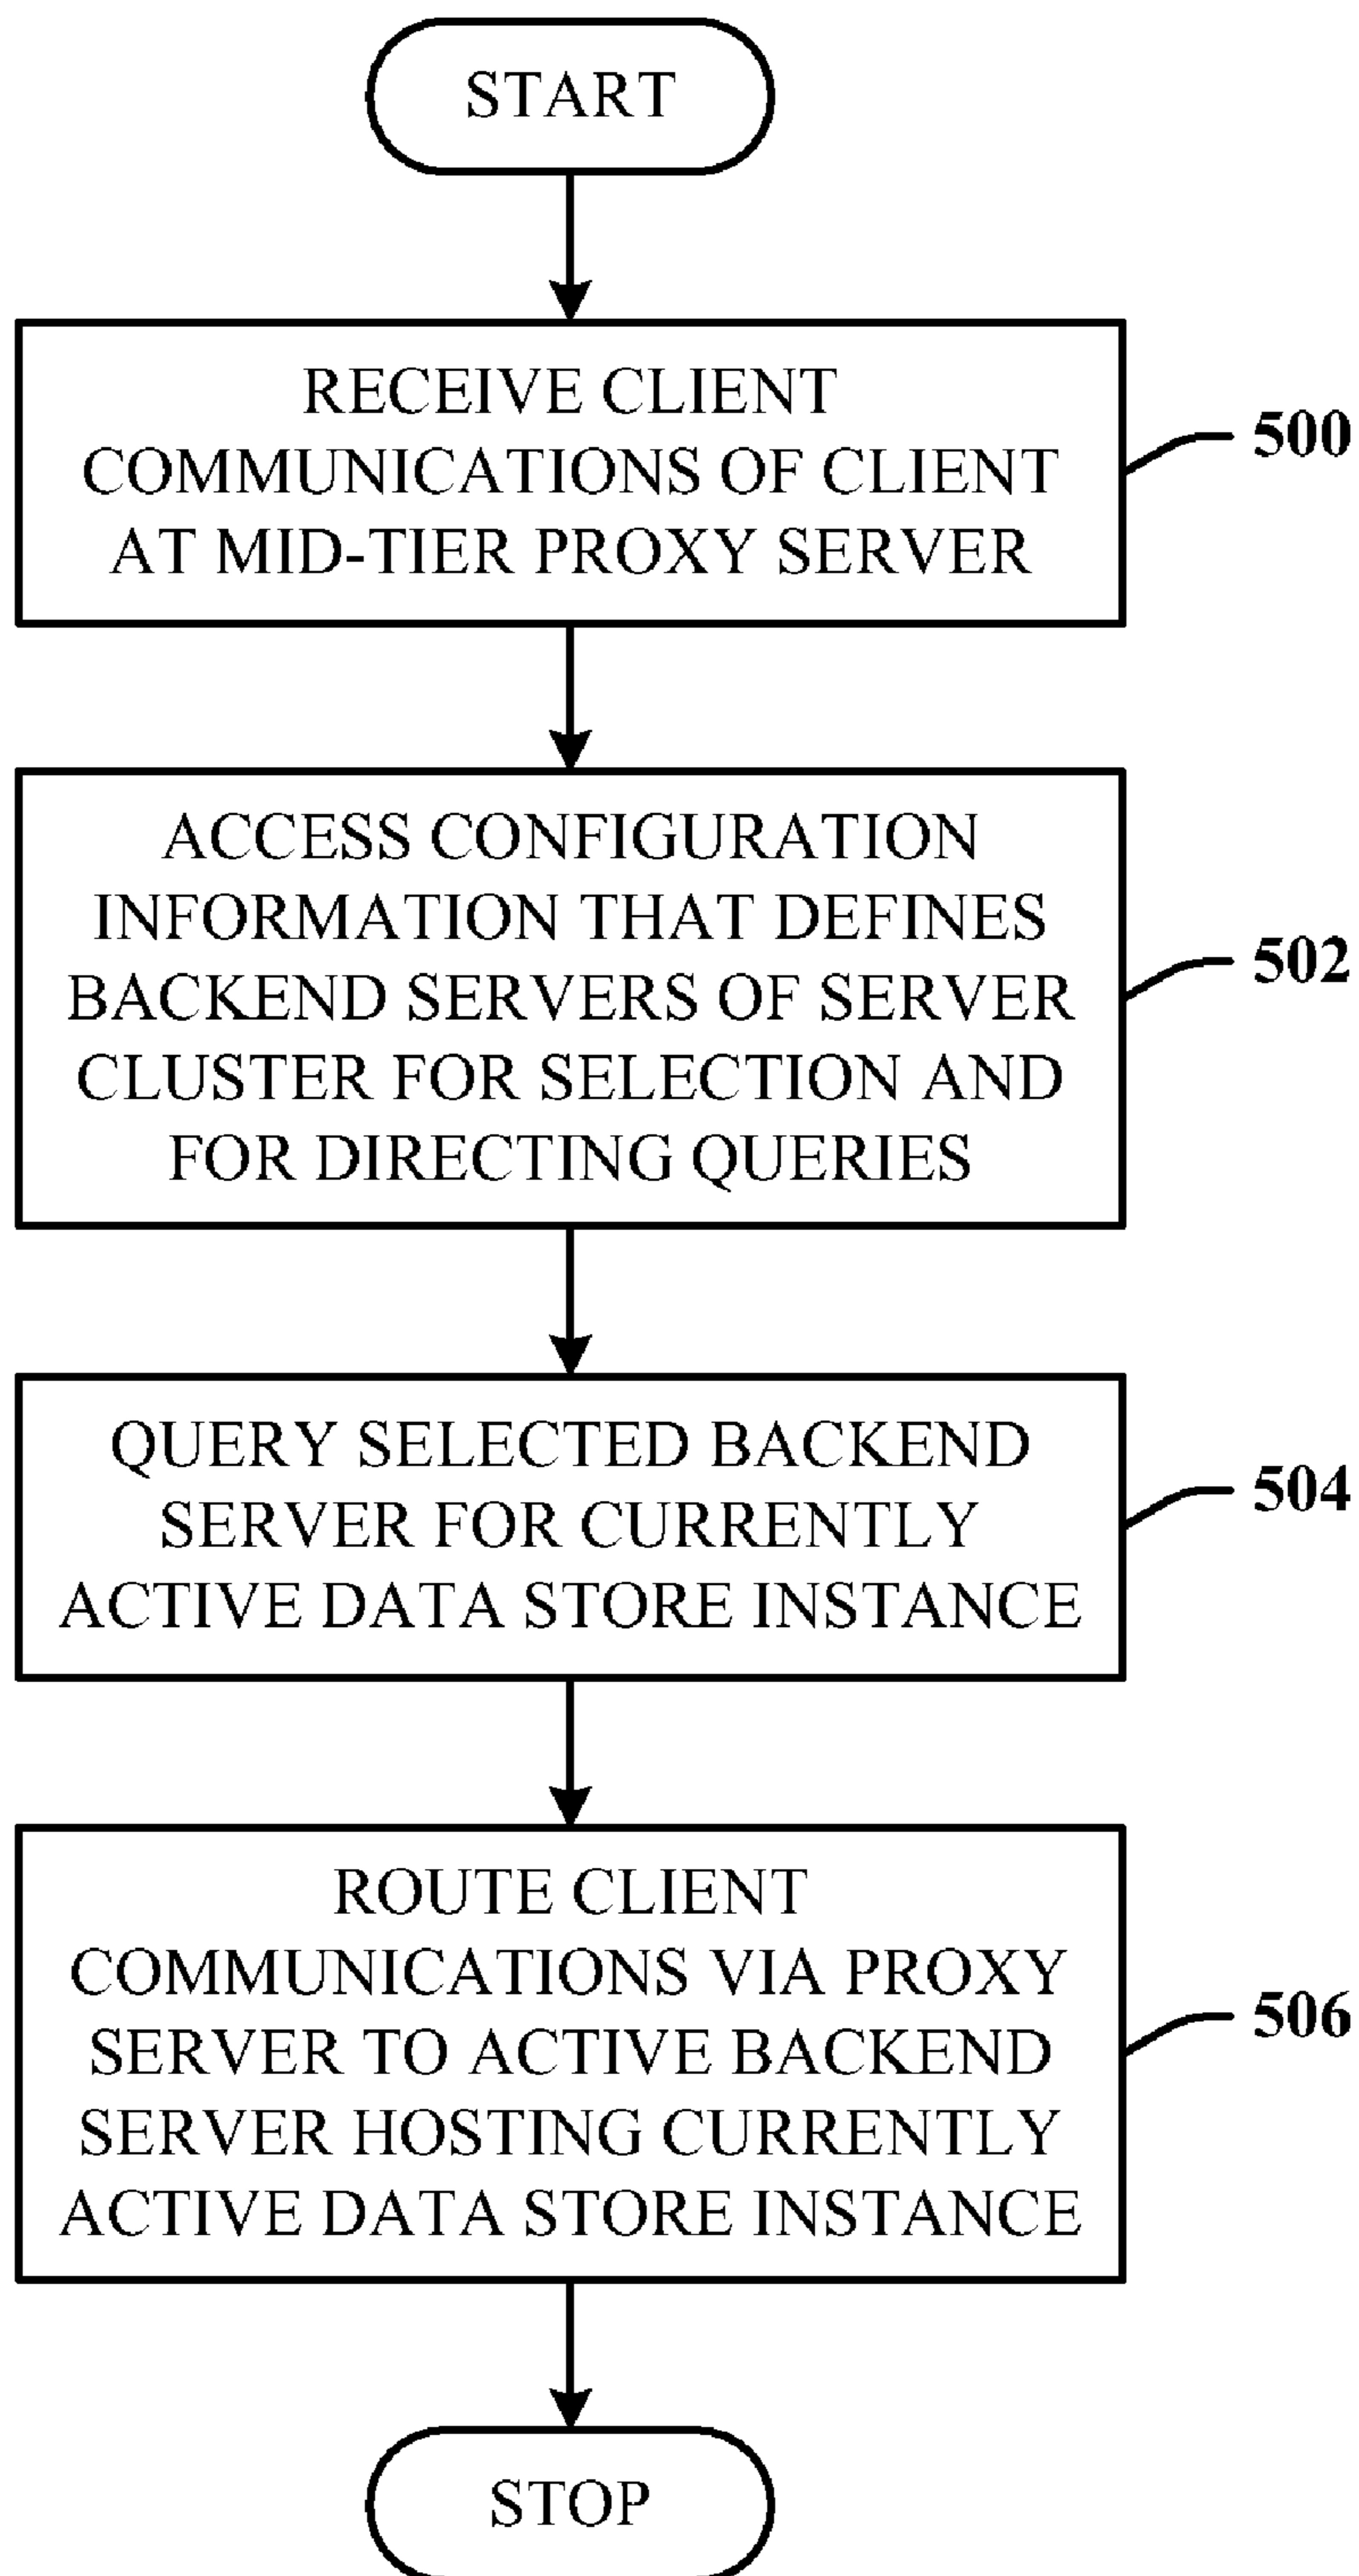 START
RECEIVE CLIENT
COMMUNICATIONS OF CLIENT
AT MID-TIER PROXY SERVER
500
ACCESS CONFIGURATION
INFORMATION THAT DEFINES
BACKEND SERVERS OF SERVER
CLUSTER FOR SELECTION AND
FOR DIRECTING QUERIES
502
QUERY SELECTED BACKEND
SERVER FOR CURRENTLY
ACTIVE DATA STORE INSTANCE
504
ROUTE CLIENT
COMMUNICATIONS VIA PROXY
SERVER TO ACTIVE BACKEND
SERVER HOSTING CURRENTLY
ACTIVE DATA STORE INSTANCE
506
STOP